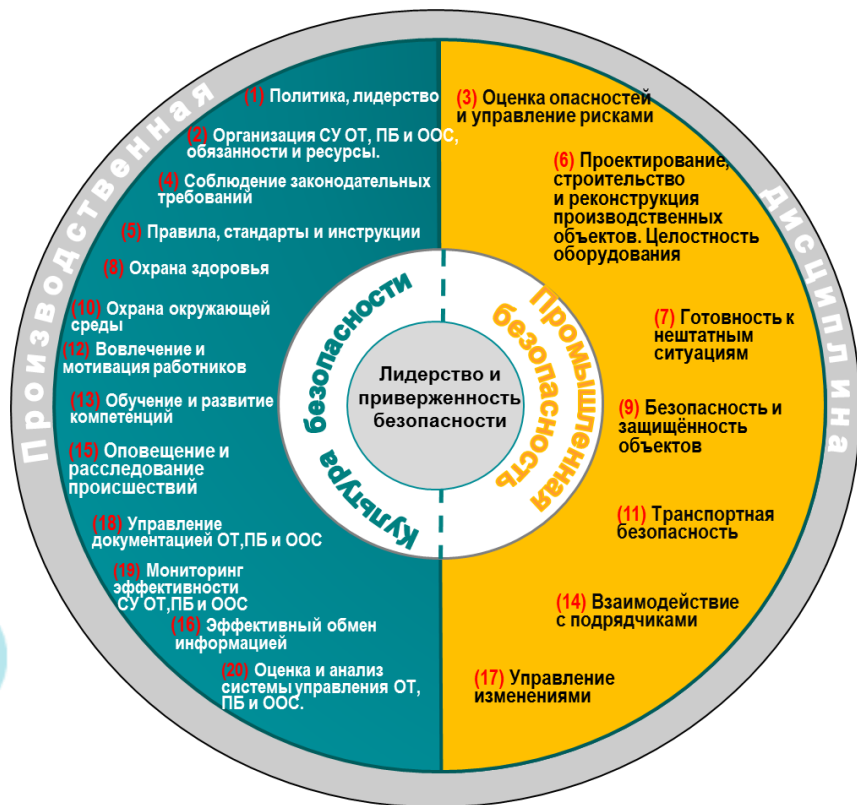 Производственная
дисциплина
(1) Политика, лидерство
(2) Организация СУ ОТ, ПБ и ООС,
обязанности и ресурсы.
(4) Соблюдение законодательных
требований
(5) Правила, стандарты и инструкции
(8) Охрана здоровья
(10) Охрана окружающей
среды
(12) Вовлечение и
мотивация работников
(13) Обучение и развитие
компетенций
(15) Оповещение и
расследование
происшествий
(18) Управление
документацией ОТ,ПБ и ООС
(19) Мониторинг
эффективности
СУ ОТ,ПБ и ООС
(16) Эффективный обмен
информацией
(20) Оценка и анализ
системы управления ОТ,
ПБ и ООС.
Культура безопасности
Лидерство и
приверженность
безопасности
Промышленная
безопасность
(3) Оценка опасностей
и управление рисками
(6) Проектирование,
строительство
и реконструкция
производственных
объектов. Целостность
оборудования
(7) Готовность к
нештатным
ситуациям
(9) Безопасность и
защищённость
объектов
(11) Транспортная
безопасность
(14) Взаимодействие
с подрядчиками
(17) Управление
изменениями